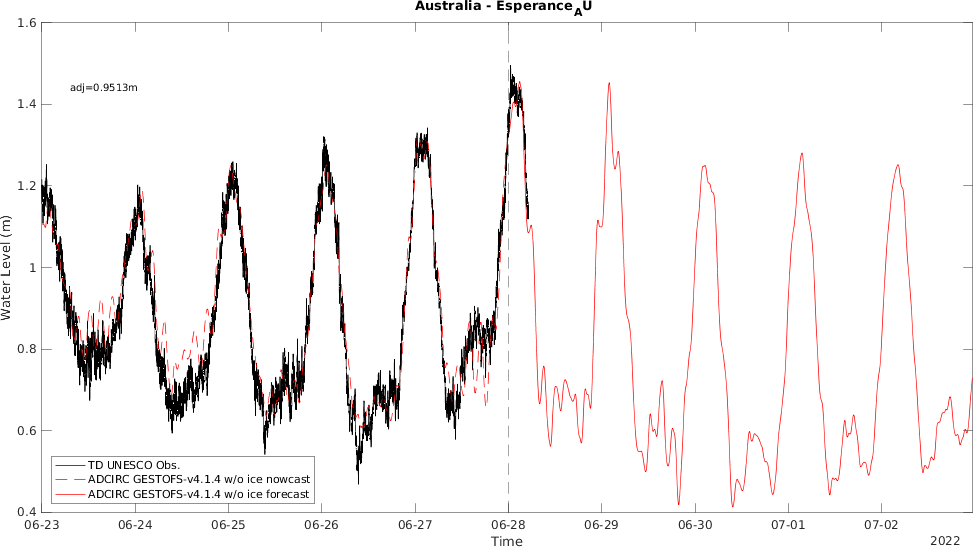 Australia - Esperance_AU
1.6
1.4
1.2
1
0.8
0.6
0.4
Water Level (m)
adj=0.9513m
TD UNESCO Obs.
ADCIRC GESTOFS-v4.1.4 w/o ice nowcast
ADCIRC GESTOFS-v4.1.4 w/o ice forecast
06-23 06-24 06-25 06-26 06-27 06-28 06-29 06-30 07-01 07-02
Time
2022